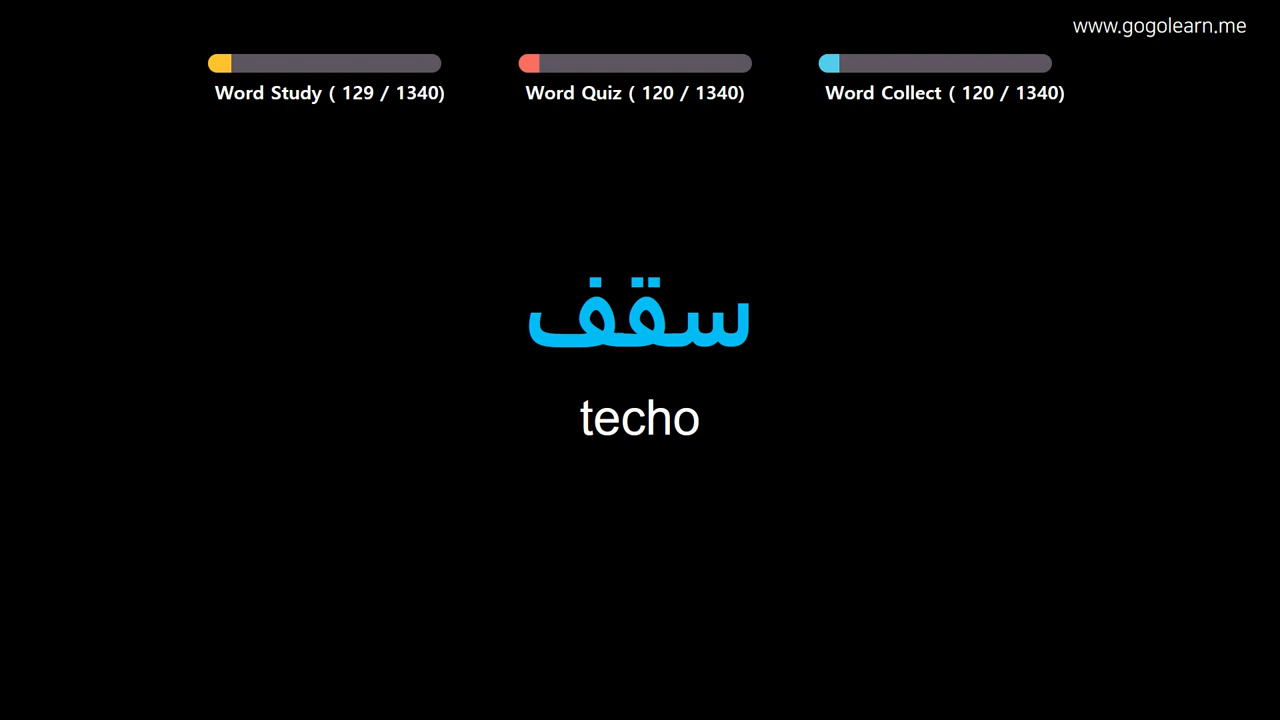 www.gogolearn.me
Word Study ( 129 / 1340)
Word Quiz ( 120 / 1340)
Word Collect ( 120 / 1340)
سقف
techo